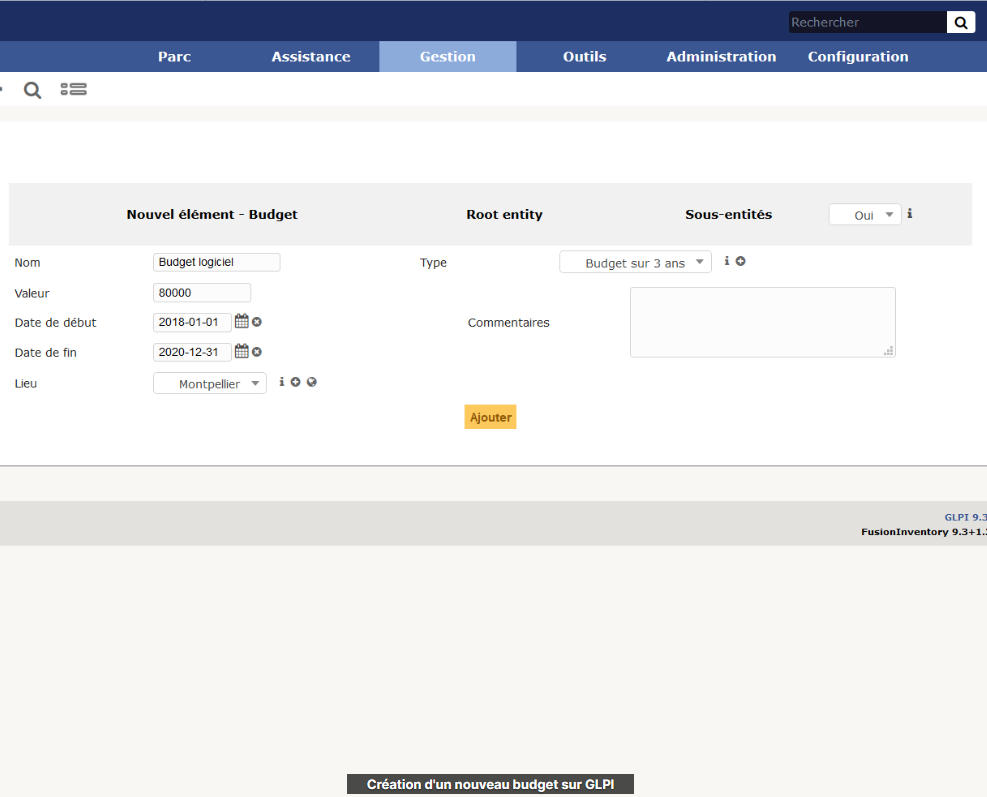 Rechercher
Parc Assistance Gestion Outils Administration Configuration
Nouvel élément - Budget Root entity Sous-entités Oui
Nom Budget logiciel Type Budget sur 3 ans
Valeur 80000
Date de début 2018-01-01 Commentaires
Date de fin 2020-12-31
Lieu Montpellier
Ajouter
GLPI 9.3
FusionInventory 9.3+1.
Création d'un nouveau budget sur GLPI